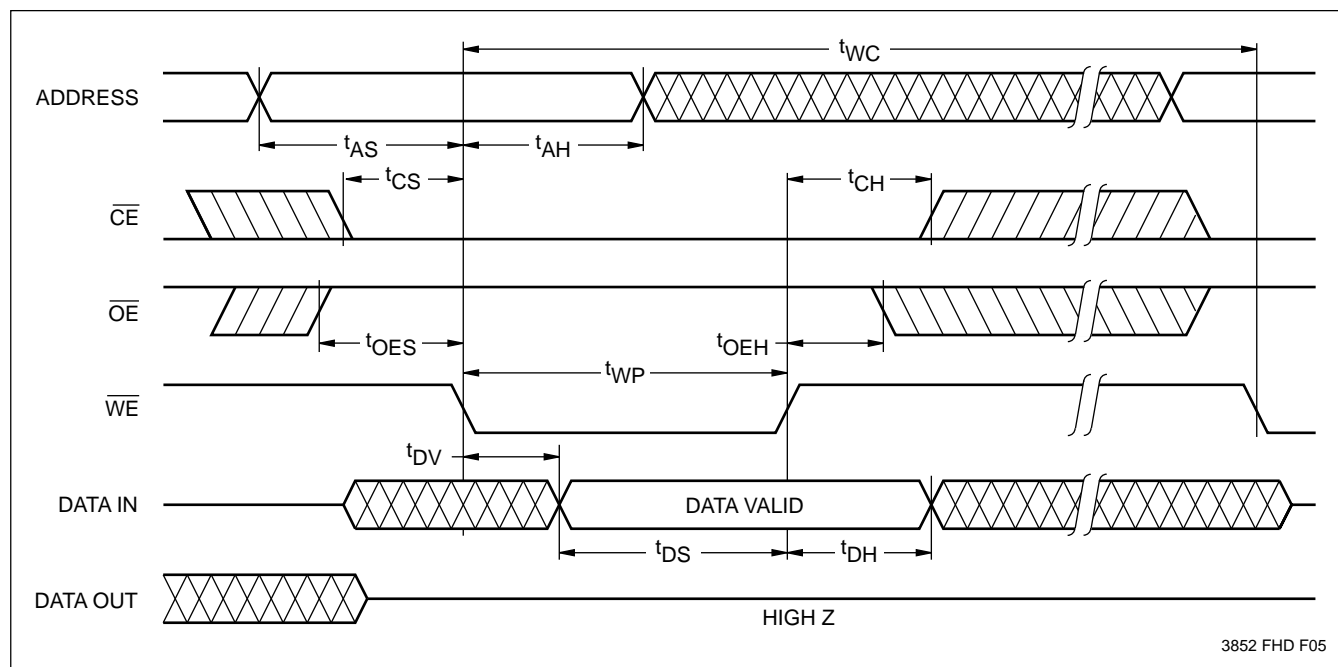 tWC
ADDRESS
tAS
tAH
tCS
tCH
CE
OE
tOES
tOEH
tWP
WE
tDV
DATA IN
DATA VALID
tDS
tDH
DATA OUT
HIGH Z
3852 FHD F05